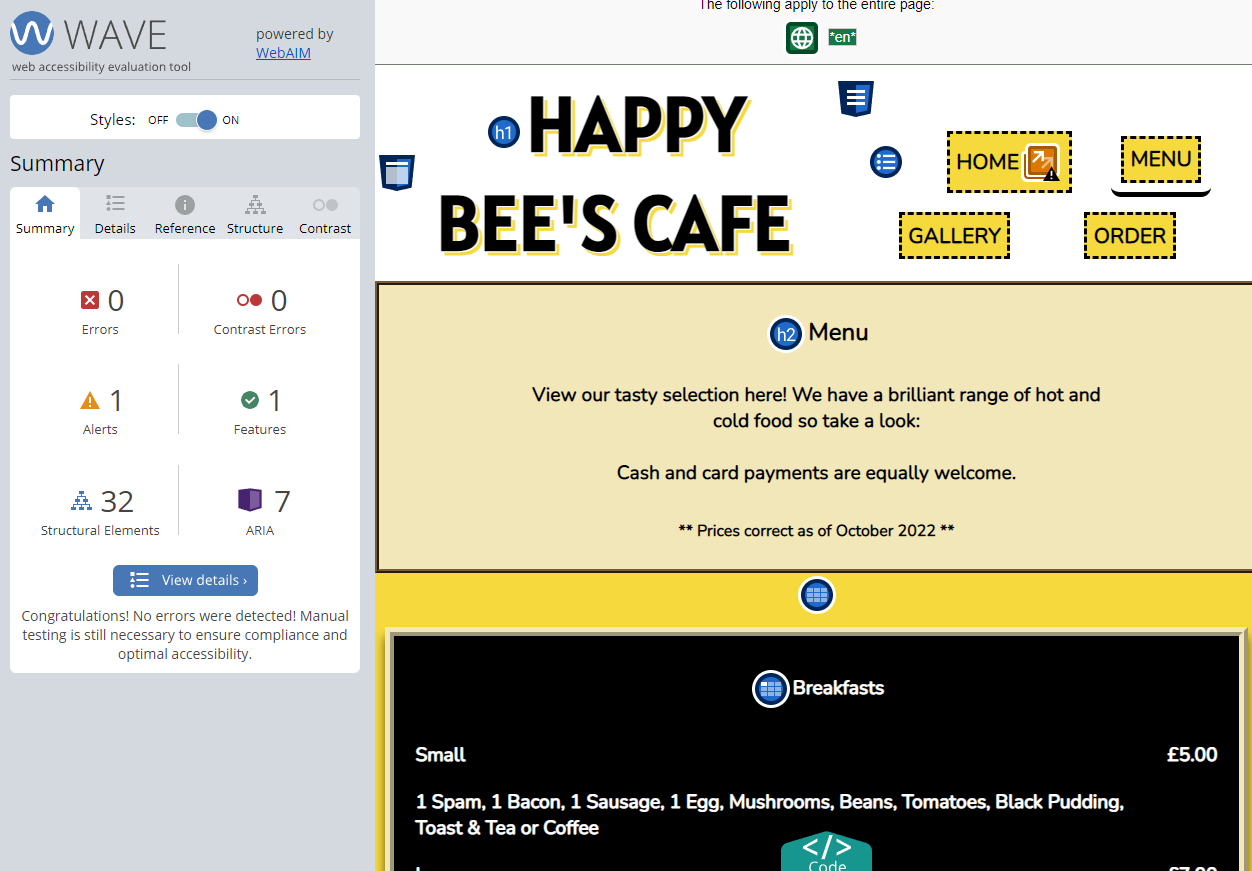 WAVE
powered by
WebAIM
web accessibility evaluation tool
Styles: OFF ON
Summary
Summary Details Reference Structure Contrast
0
Errors
0
Contrast Errors
1
Alerts
1
Features
32
Structural Elements
7
ARIA
View details ›
Congratulations! No errors were detected! Manual
testing is still necessary to ensure compliance and
optimal accessibility.
The following apply to the entire page:
*en*
h1 HAPPY
BEE'S CAFE
HOME
MENU
GALLERY
ORDER
h2 Menu
View our tasty selection here! We have a brilliant range of hot and
cold food so take a look:
Cash and card payments are equally welcome.
** Prices correct as of October 2022 **
Breakfasts
Small £5.00
1 Spam, 1 Bacon, 1 Sausage, 1 Egg, Mushrooms, Beans, Tomatoes, Black Pudding,
Toast & Tea or Coffee
</>
Code